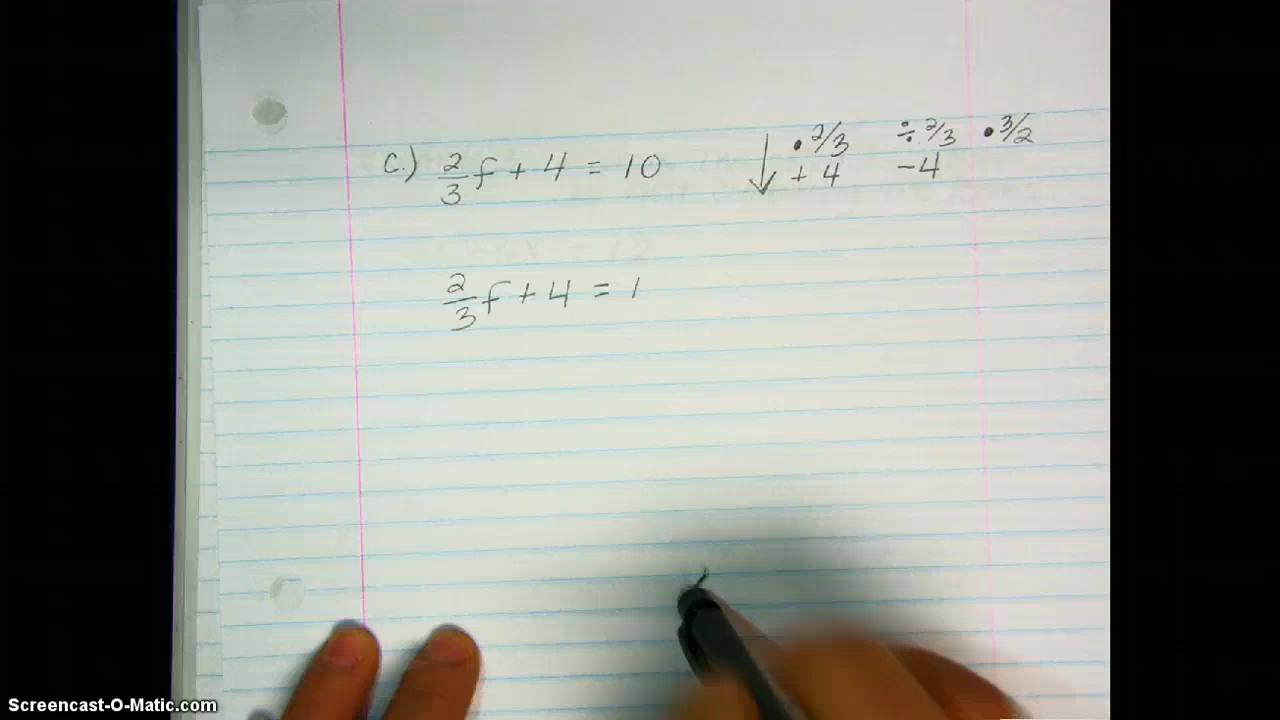 c.) 2/3 f + 4 = 10
↓ • 2/3 ÷ 2/3 • 3/2
+ 4 - 4
2/3 f + 4 = 1
Screencast-O-Matic.com